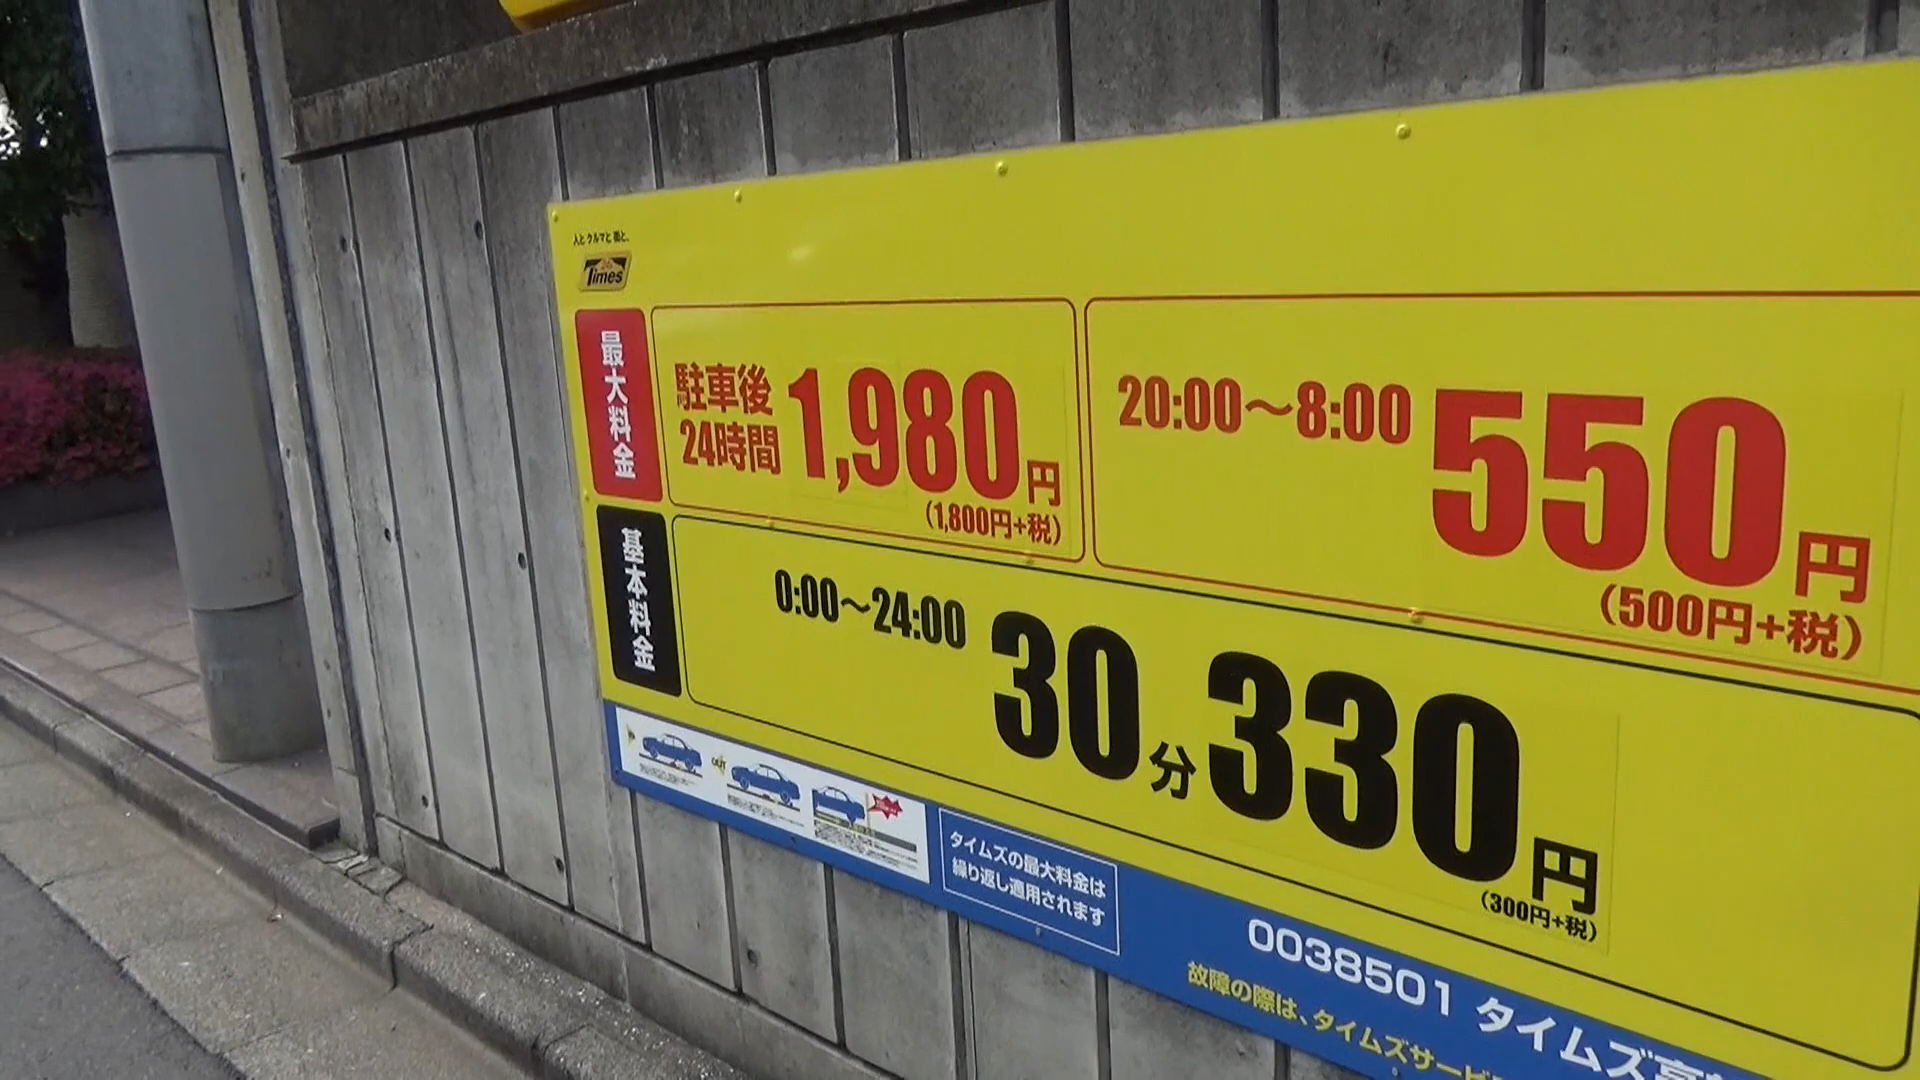 人とクルマと街と、
Times
最大料金
駐車後
24時間
1,980円
(1,800円+税)
20:00〜8:00 550円
(500円+税)
基本料金
0:00〜24:00 30分330円
(300円+税)
OUT
タイムズの最大料金は
繰り返し適用されます
0038501 タイムズ
故障の際は、タイムズサービ